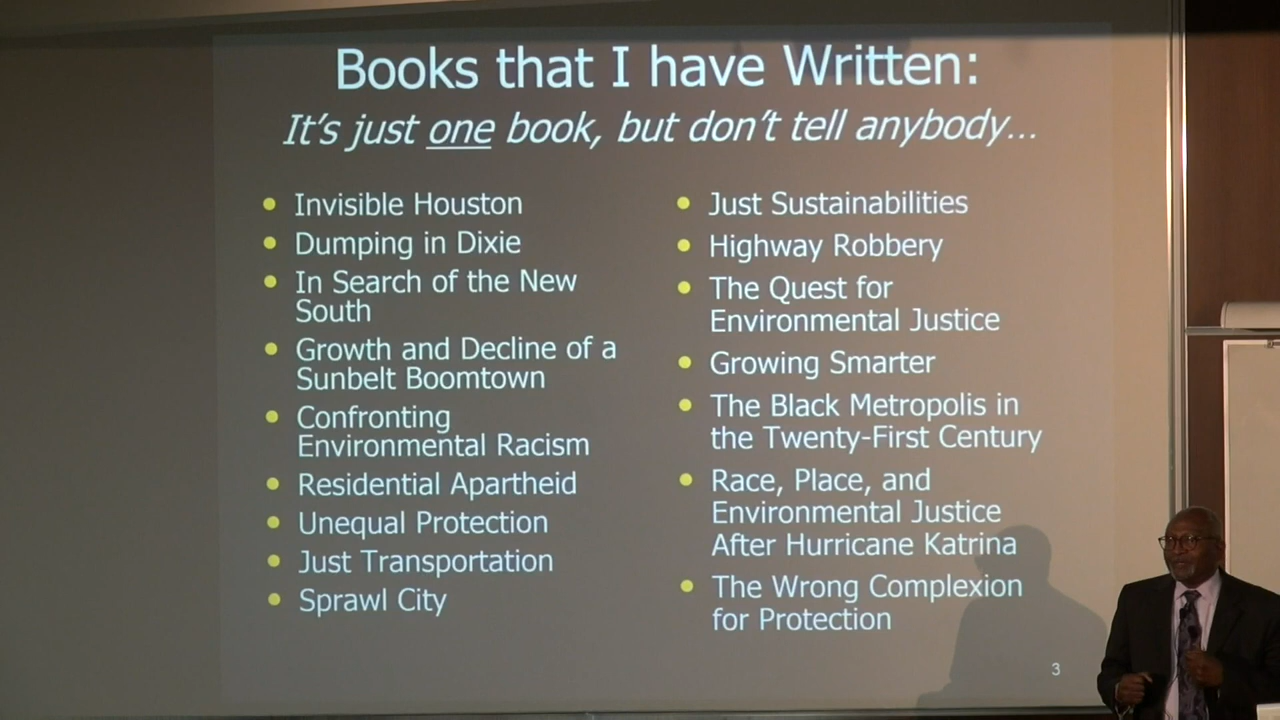 Books that I have Written:
It's just one book, but don't tell anybody...
Invisible Houston
Dumping in Dixie
In Search of the New
South
Growth and Decline of a
Sunbelt Boomtown
Confronting
Environmental Racism
Residential Apartheid
Unequal Protection
Just Transportation
Sprawl City
Just Sustainabilities
Highway Robbery
The Quest for
Environmental Justice
Growing Smarter
The Black Metropolis in
the Twenty-First Century
Race, Place, and
Environmental Justice
After Hurricane Katrina
The Wrong Complexion
for Protection
3